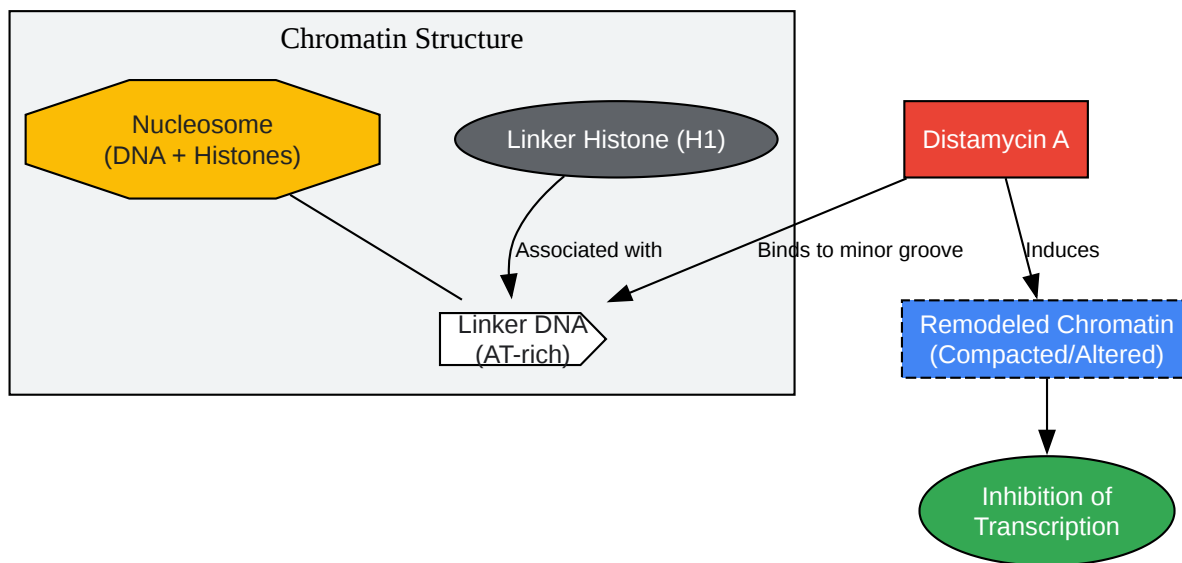 Chromatin Structure
Nucleosome
(DNA + Histones)
Linker Histone (H1)
Distamycin A
Associated with
Binds to minor groove
Induces
Linker DNA
(AT-rich)
Remodeled Chromatin
(Compacted/Altered)
Inhibition of
Transcription